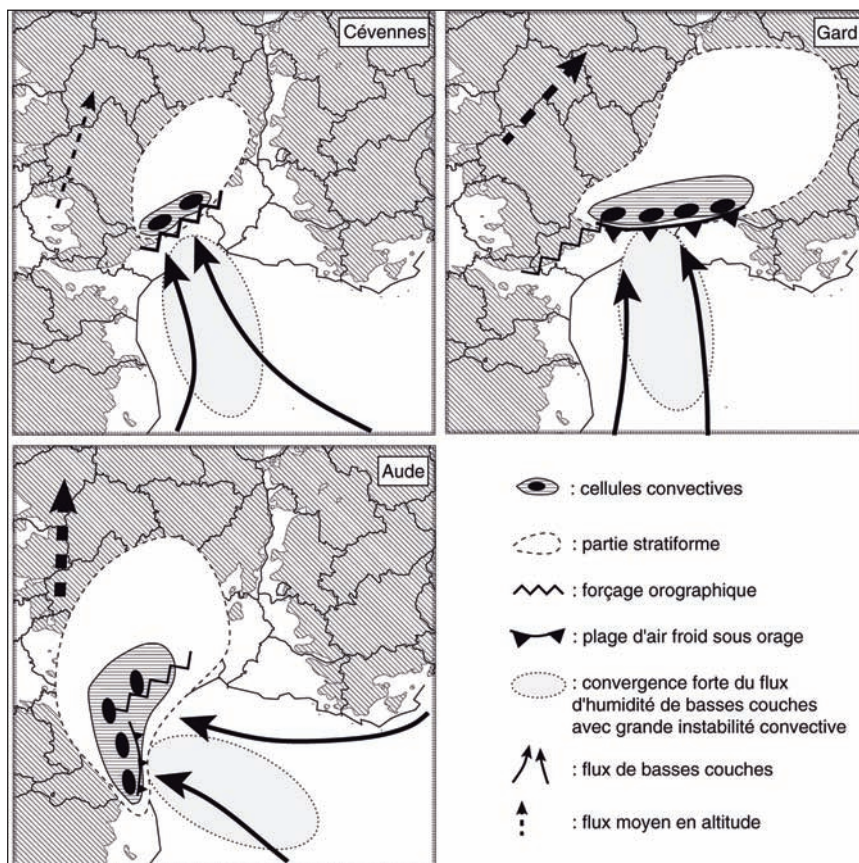 Cévennes
Gard
Aude
: cellules convectives
: partie stratiforme
: forçage orographique
: plage d'air froid sous orage
: convergence forte du flux
d'humidité de basses couches
avec grande instabilité convective
: flux de basses couches
: flux moyen en altitude